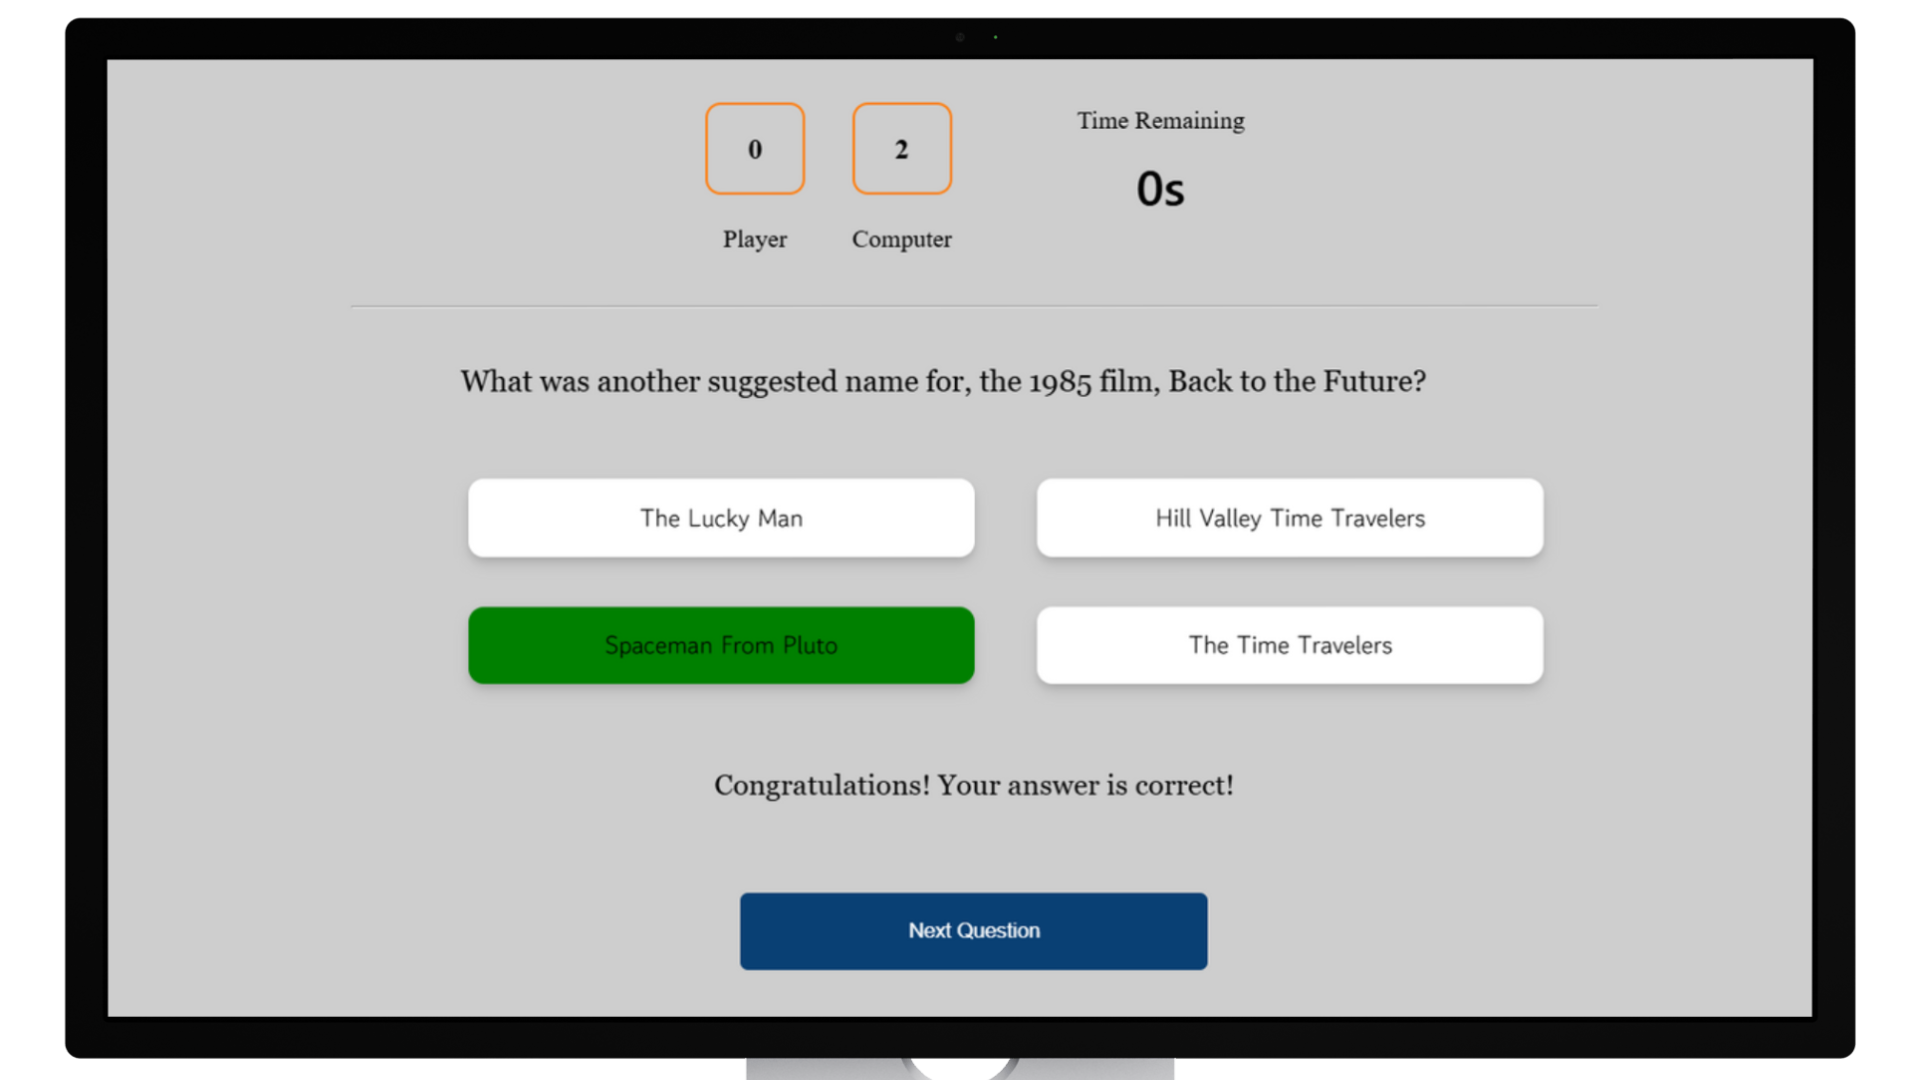 0
2
Player
Computer
Time Remaining
0s
What was another suggested name for, the 1985 film, Back to the Future?
The Lucky Man
Hill Valley Time Travelers
Spaceman From Pluto
The Time Travelers
Congratulations! Your answer is correct!
Next Question